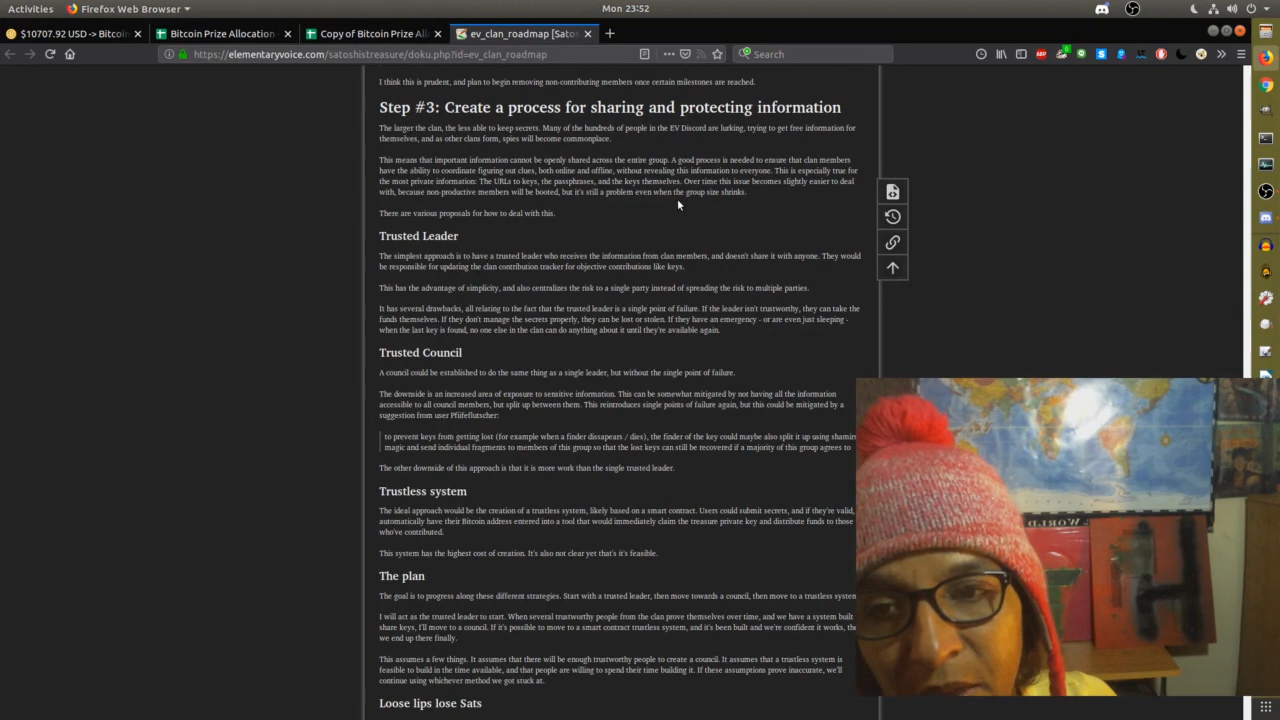 Activities
Firefox Web Browser
Mon 23:52
$10707.92 USD -> Bitcoin
Bitcoin Prize Allocation -
Copy of Bitcoin Prize Allo
ev_clan_roadmap [Satos
https://elementaryvoice.com/satoshistreasure/doku.php?id=ev_clan_roadmap
Search
I think this is prudent, and plan to begin removing non-contributing members once certain milestones are reached.
Step #3: Create a process for sharing and protecting information
The larger the clan, the less able to keep secrets. Many of the hundreds of people in the EV Discord are lurking, trying to get free information for
themselves, and as other clans form, spies will become commonplace.
This means that important information cannot be openly shared across the entire group. A good process is needed to ensure that clan members
have the ability to coordinate figuring out clues, both online and offline, without revealing this information to everyone. This is especially true for
the most private information: The URLs to keys, the passphrases, and the keys themselves. Over time this issue becomes slightly easier to deal
with, because non-productive members will be booted, but it's still a problem even when the group size shrinks.
There are various proposals for how to deal with this.
Trusted Leader
The simplest approach is to have a trusted leader who receives the information from clan members, and doesn't share it with anyone. They would
be responsible for updating the clan contribution tracker for objective contributions like keys.
This has the advantage of simplicity, and also centralizes the risk to a single party instead of spreading the risk to multiple parties.
It has several drawbacks, all relating to the fact that the trusted leader is a single point of failure. If the leader isn't trustworthy, they can take the
funds themselves. If they don't manage the secrets properly, they can be lost or stolen. If they have an emergency - or are even just sleeping -
when the last key is found, no one else in the clan can do anything about it until they're available again.
Trusted Council
A council could be established to do the same thing as a single leader, but without the single point of failure.
The downside is an increased area of exposure to sensitive information. This can be somewhat mitigated by not having all the information
accessible to all council members, but split up between them. This reintroduces single points of failure again, but this could be mitigated by a
suggestion from user Pfiifeflutscher:
to prevent keys from getting lost (for example when a finder dissapears / dies), the finder of the key could maybe also split it up using shamirs
magic and send individual fragments to members of this group so that the lost keys can still be recovered if a majority of this group agrees to
The other downside of this approach is that it is more work than the single trusted leader.
Trustless system
The ideal approach would be the creation of a trustless system, likely based on a smart contract. Users could submit secrets, and if they're valid,
automatically have their Bitcoin address entered into a tool that would immediately claim the treasure private key and distribute funds to those
who've contributed.
This system has the highest cost of creation. It's also not clear yet that's it's feasible.
The plan
The goal is to progress along these different strategies. Start with a trusted leader, then move towards a council, then move to a trustless system
I will act as the trusted leader to start. When several trustworthy people from the clan prove themselves over time, and we have a system built
share keys, I'll move to a council. If it's possible to move to a smart contract trustless system, and it's been built and we're confident it works, the
we end up there finally.
This assumes a few things. It assumes that there will be enough trustworthy people to create a council. It assumes that a trustless system is
feasible to build in the time available, and that people are willing to spend their time building it. If these assumptions prove inaccurate, we'll
continue using whichever method we got stuck at.
Loose lips lose Sats